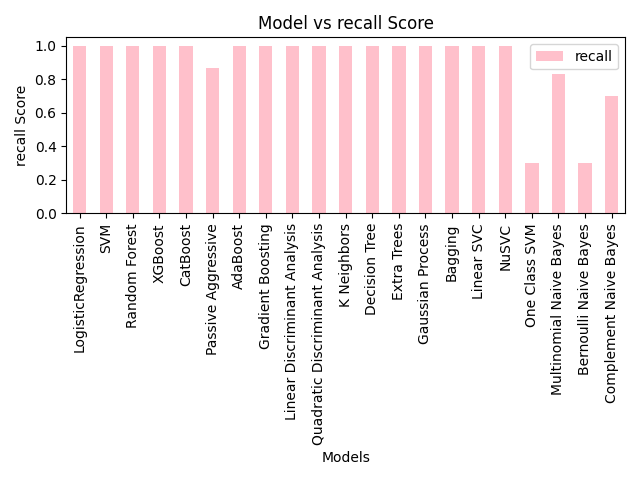 Model vs recall Score
recall Score
1.0
0.8
0.6
0.4
0.2
0.0
recall
LogisticRegression
SVM
Random Forest
XGBoost
CatBoost
Passive Aggressive
AdaBoost
Gradient Boosting
Linear Discriminant Analysis
Quadratic Discriminant Analysis
K Neighbors
Decision Tree
Extra Trees
Gaussian Process
Bagging
Linear SVC
NuSVC
One Class SVM
Multinomial Naive Bayes
Bernoulli Naive Bayes
Complement Naive Bayes
Models